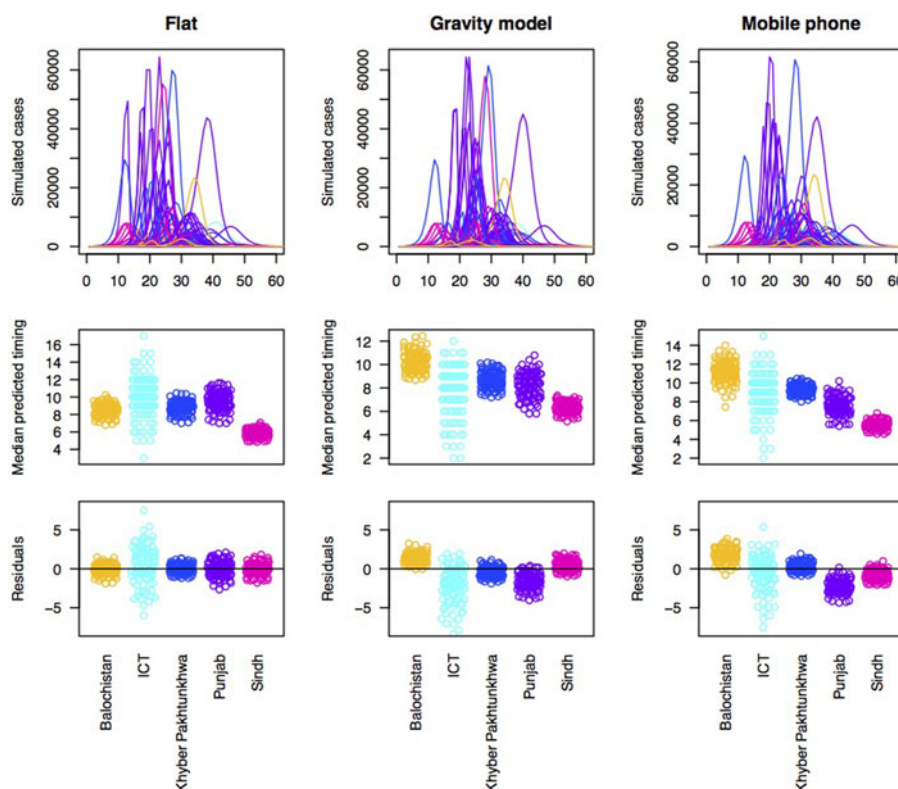 Flat
Gravity model
Mobile phone
Simulated cases
0 20000 40000 60000
0 10 20 30 40 50 60
Simulated cases
0 20000 40000 60000
0 10 20 30 40 50 60
Simulated cases
0 20000 40000 60000
0 10 20 30 40 50 60
Median predicted timing
4 6 8 10 12 14 16
Median predicted timing
2 4 6 8 10 12
Median predicted timing
2 4 6 8 10 12 14
Residuals
−5 0 5
Residuals
−5 0 5
Residuals
−5 0 5
Balochistan
ICT
Khyber Pakhtunkhwa
Punjab
Sindh
Balochistan
ICT
Khyber Pakhtunkhwa
Punjab
Sindh
Balochistan
ICT
Khyber Pakhtunkhwa
Punjab
Sindh